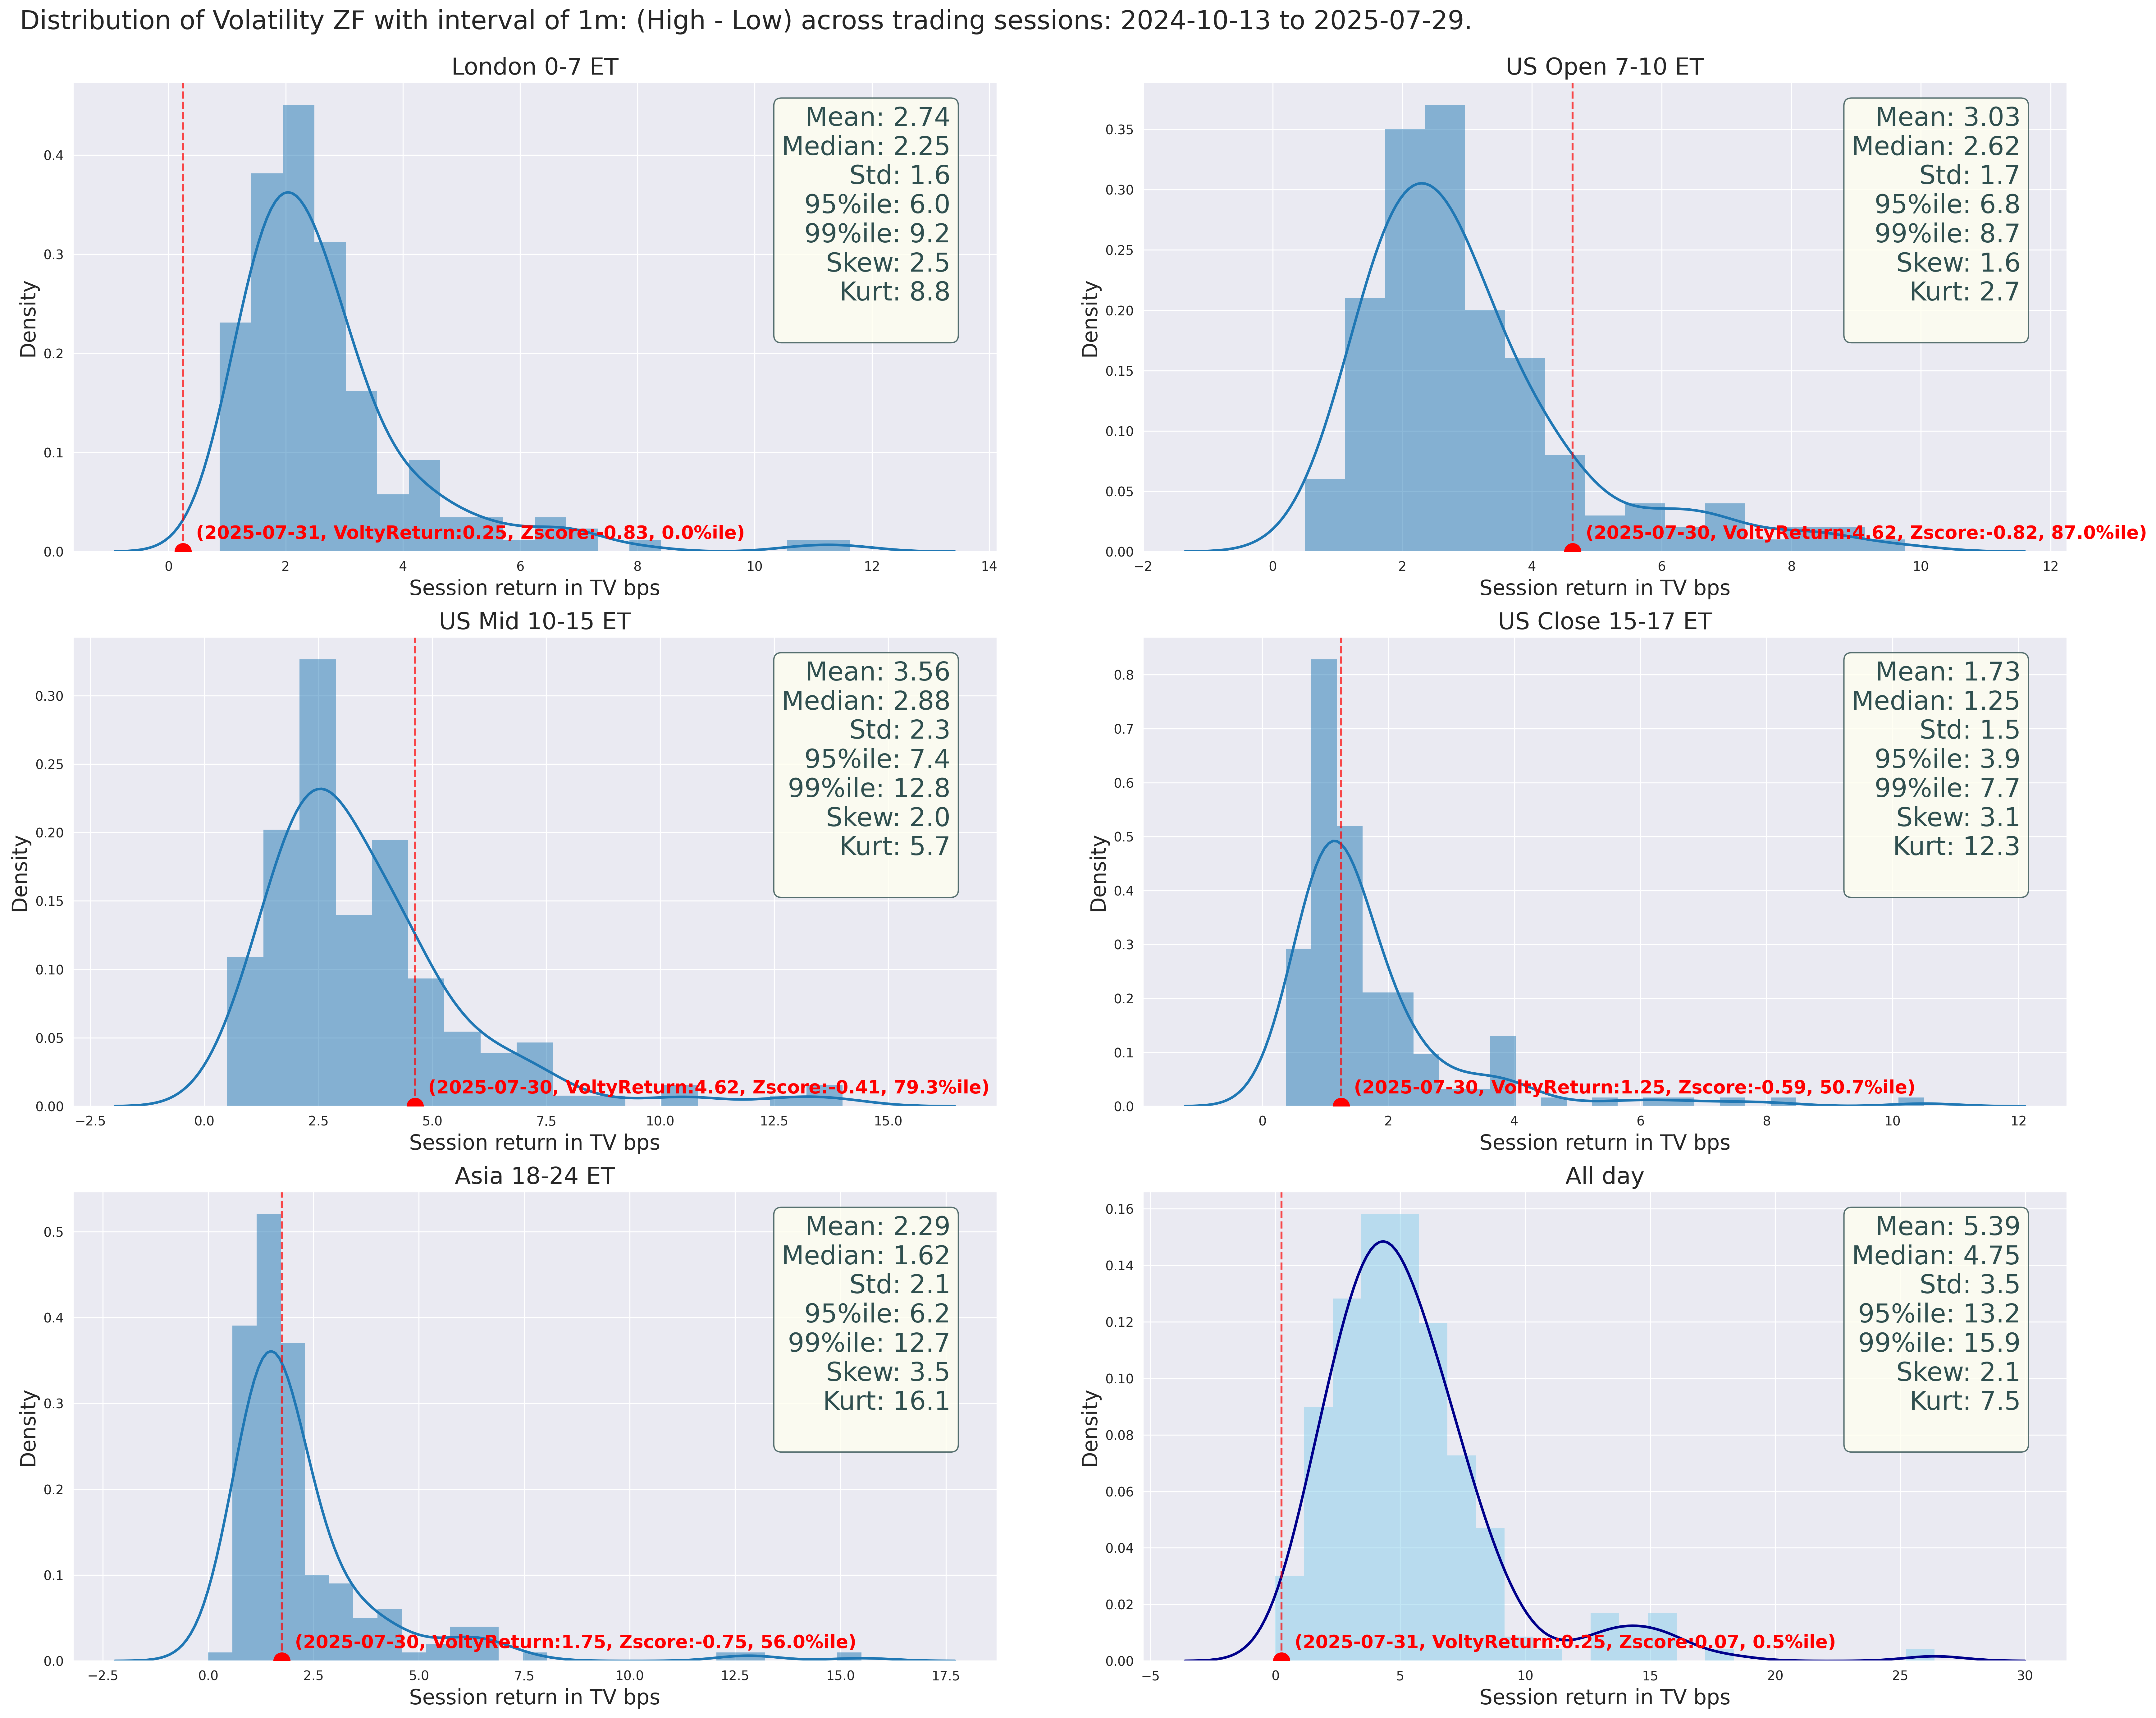 Distribution of Volatility ZF with interval of 1m: (High - Low) across trading sessions: 2024-10-13 to 2025-07-29.
London 0-7 ET
Mean: 2.74
Median: 2.25
Std: 1.6
95%ile: 6.0
99%ile: 9.2
Skew: 2.5
Kurt: 8.8
Density
0.4
0.3
0.2
0.1
0.0
(2025-07-31, VoltyReturn:0.25, Zscore:-0.83, 0.0%ile)
0 2 4 6 8 10 12 14
Session return in TV bps
US Open 7-10 ET
Mean: 3.03
Median: 2.62
Std: 1.7
95%ile: 6.8
99%ile: 8.7
Skew: 1.6
Kurt: 2.7
Density
0.35
0.30
0.25
0.20
0.15
0.10
0.05
0.00
(2025-07-30, VoltyReturn:4.62, Zscore:-0.82, 87.0%ile)
−2 0 2 4 6 8 10 12
Session return in TV bps
US Mid 10-15 ET
Mean: 3.56
Median: 2.88
Std: 2.3
95%ile: 7.4
99%ile: 12.8
Skew: 2.0
Kurt: 5.7
Density
0.30
0.25
0.20
0.15
0.10
0.05
0.00
(2025-07-30, VoltyReturn:4.62, Zscore:-0.41, 79.3%ile)
−2.5 0.0 2.5 5.0 7.5 10.0 12.5 15.0
Session return in TV bps
US Close 15-17 ET
Mean: 1.73
Median: 1.25
Std: 1.5
95%ile: 3.9
99%ile: 7.7
Skew: 3.1
Kurt: 12.3
Density
0.8
0.7
0.6
0.5
0.4
0.3
0.2
0.1
0.0
(2025-07-30, VoltyReturn:1.25, Zscore:-0.59, 50.7%ile)
0 2 4 6 8 10 12
Session return in TV bps
Asia 18-24 ET
Mean: 2.29
Median: 1.62
Std: 2.1
95%ile: 6.2
99%ile: 12.7
Skew: 3.5
Kurt: 16.1
Density
0.5
0.4
0.3
0.2
0.1
0.0
(2025-07-30, VoltyReturn:1.75, Zscore:-0.75, 56.0%ile)
−2.5 0.0 2.5 5.0 7.5 10.0 12.5 15.0 17.5
Session return in TV bps
All day
Mean: 5.39
Median: 4.75
Std: 3.5
95%ile: 13.2
99%ile: 15.9
Skew: 2.1
Kurt: 7.5
Density
0.16
0.14
0.12
0.10
0.08
0.06
0.04
0.02
0.00
(2025-07-31, VoltyReturn:0.25, Zscore:0.07, 0.5%ile)
−5 0 5 10 15 20 25 30
Session return in TV bps